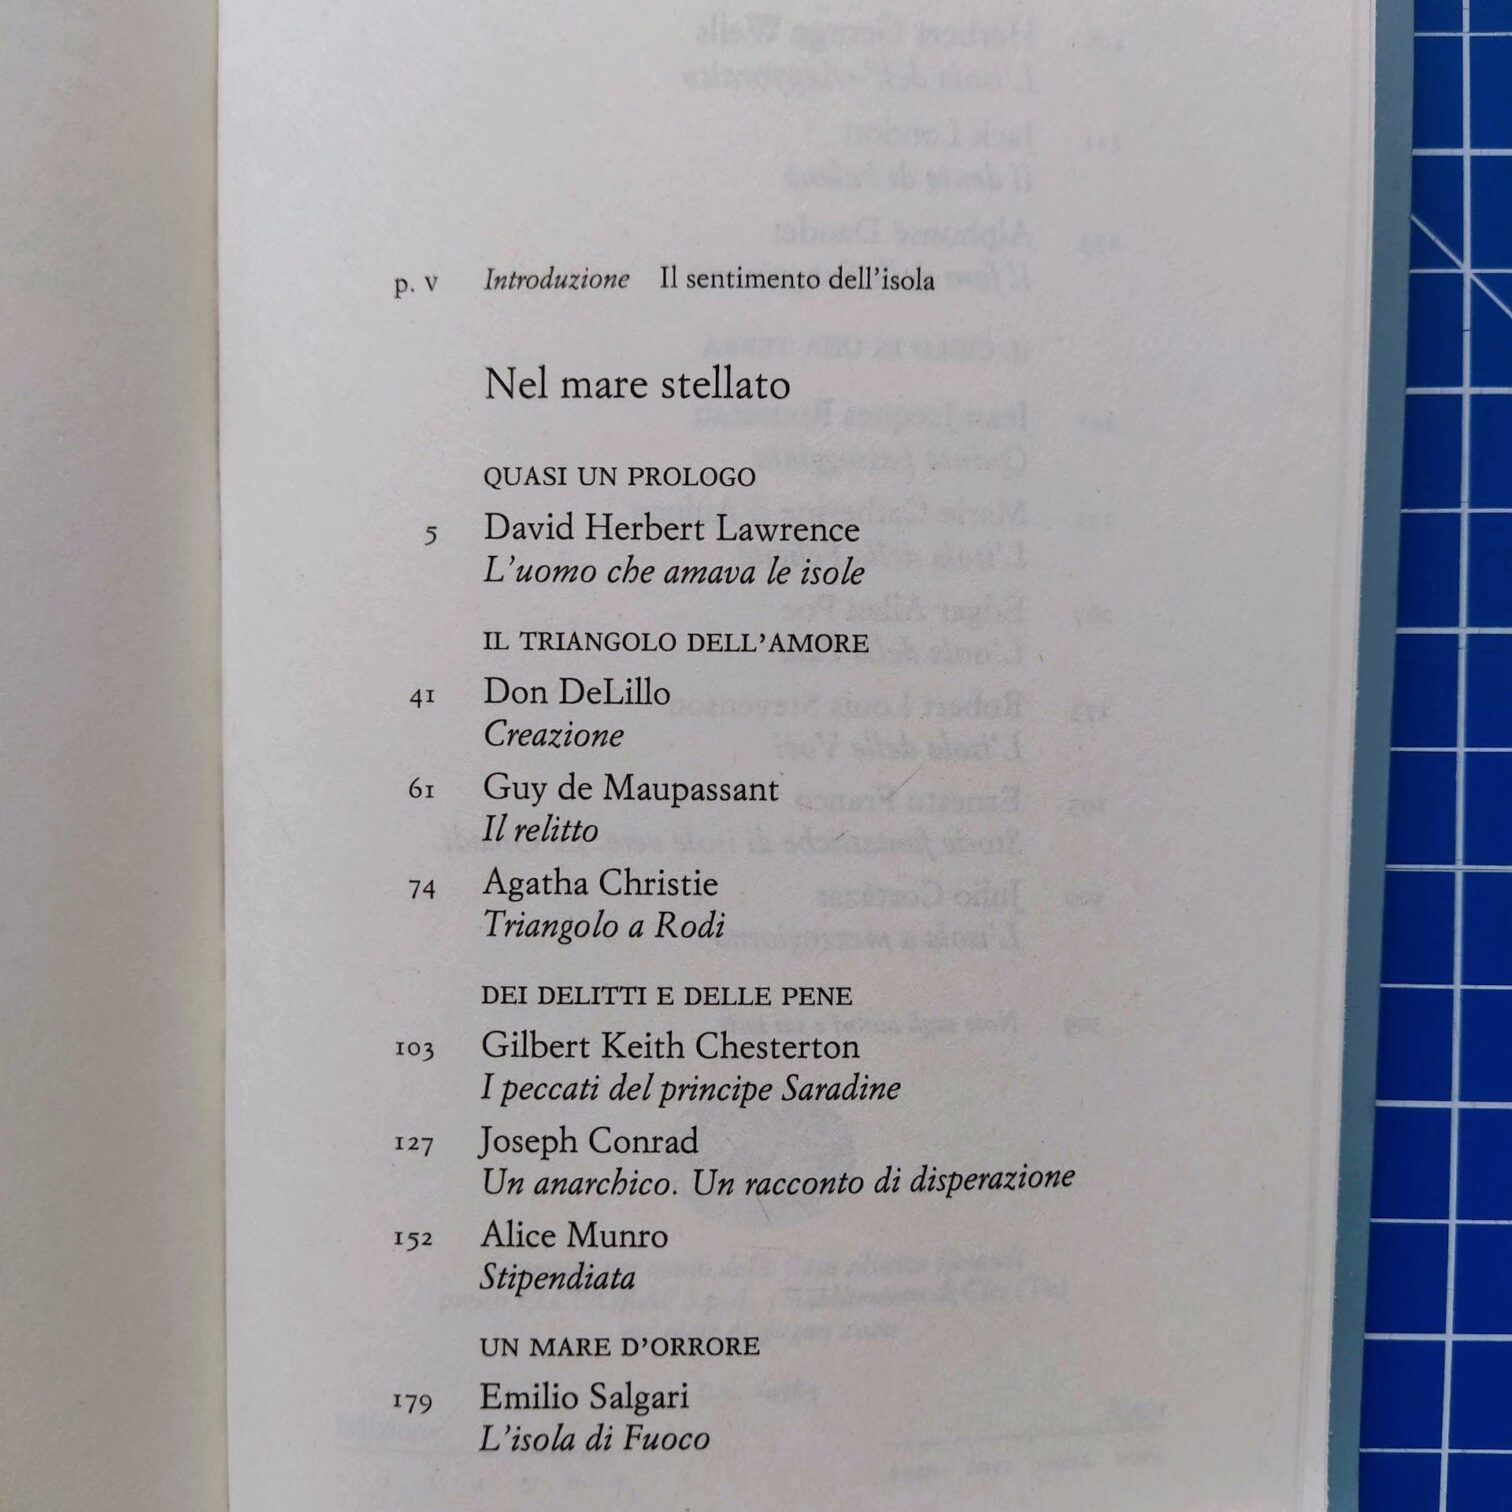 p. v Introduzione Il sentimento dell'isola
Nel mare stellato
QUASI UN PROLOGO
5 David Herbert Lawrence
L'uomo che amava le isole
IL TRIANGOLO DELL'AMORE
41 Don DeLillo
Creazione
61 Guy de Maupassant
Il relitto
74 Agatha Christie
Triangolo a Rodi
DEI DELITTI E DELLE PENE
103 Gilbert Keith Chesterton
I peccati del principe Saradine
127 Joseph Conrad
Un anarchico. Un racconto di disperazione
152 Alice Munro
Stipendiata
UN MARE D'ORRORE
179 Emilio Salgari
L'isola di Fuoco